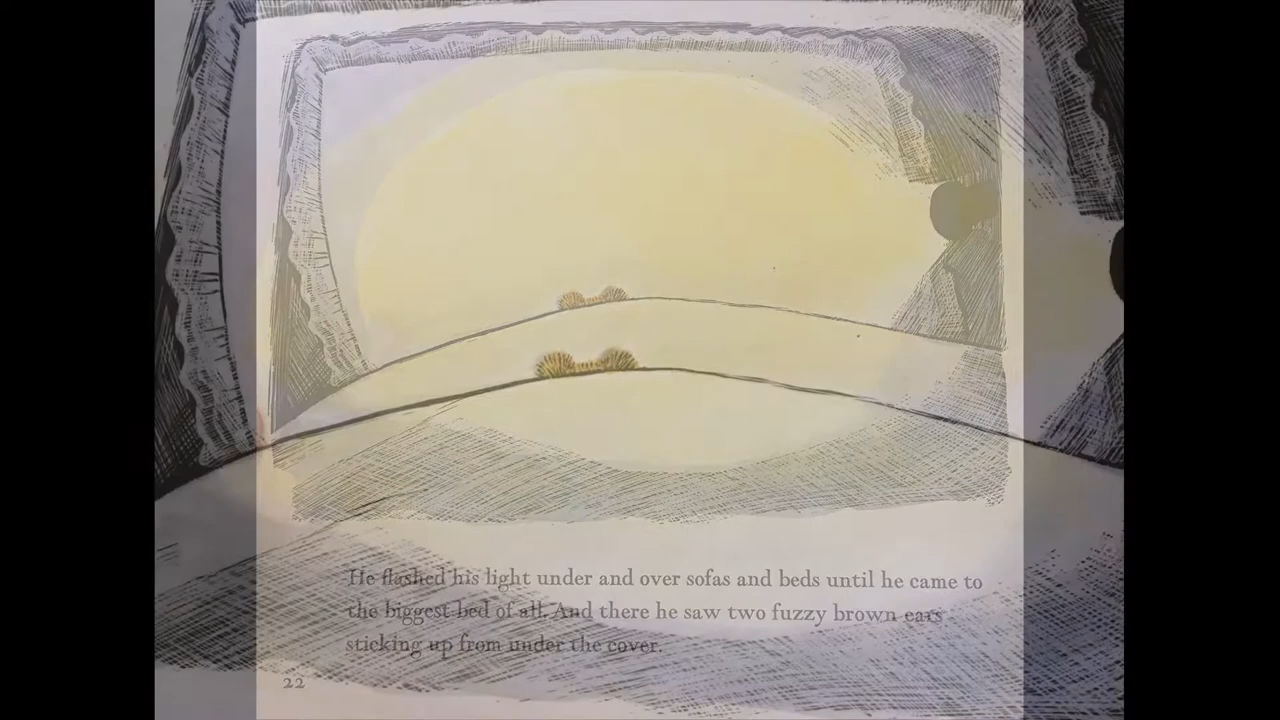 He flashed his light under and over sofas and beds until he came to
the biggest bed of all. And there he saw two fuzzy brown ears
sticking up from under the cover.
22